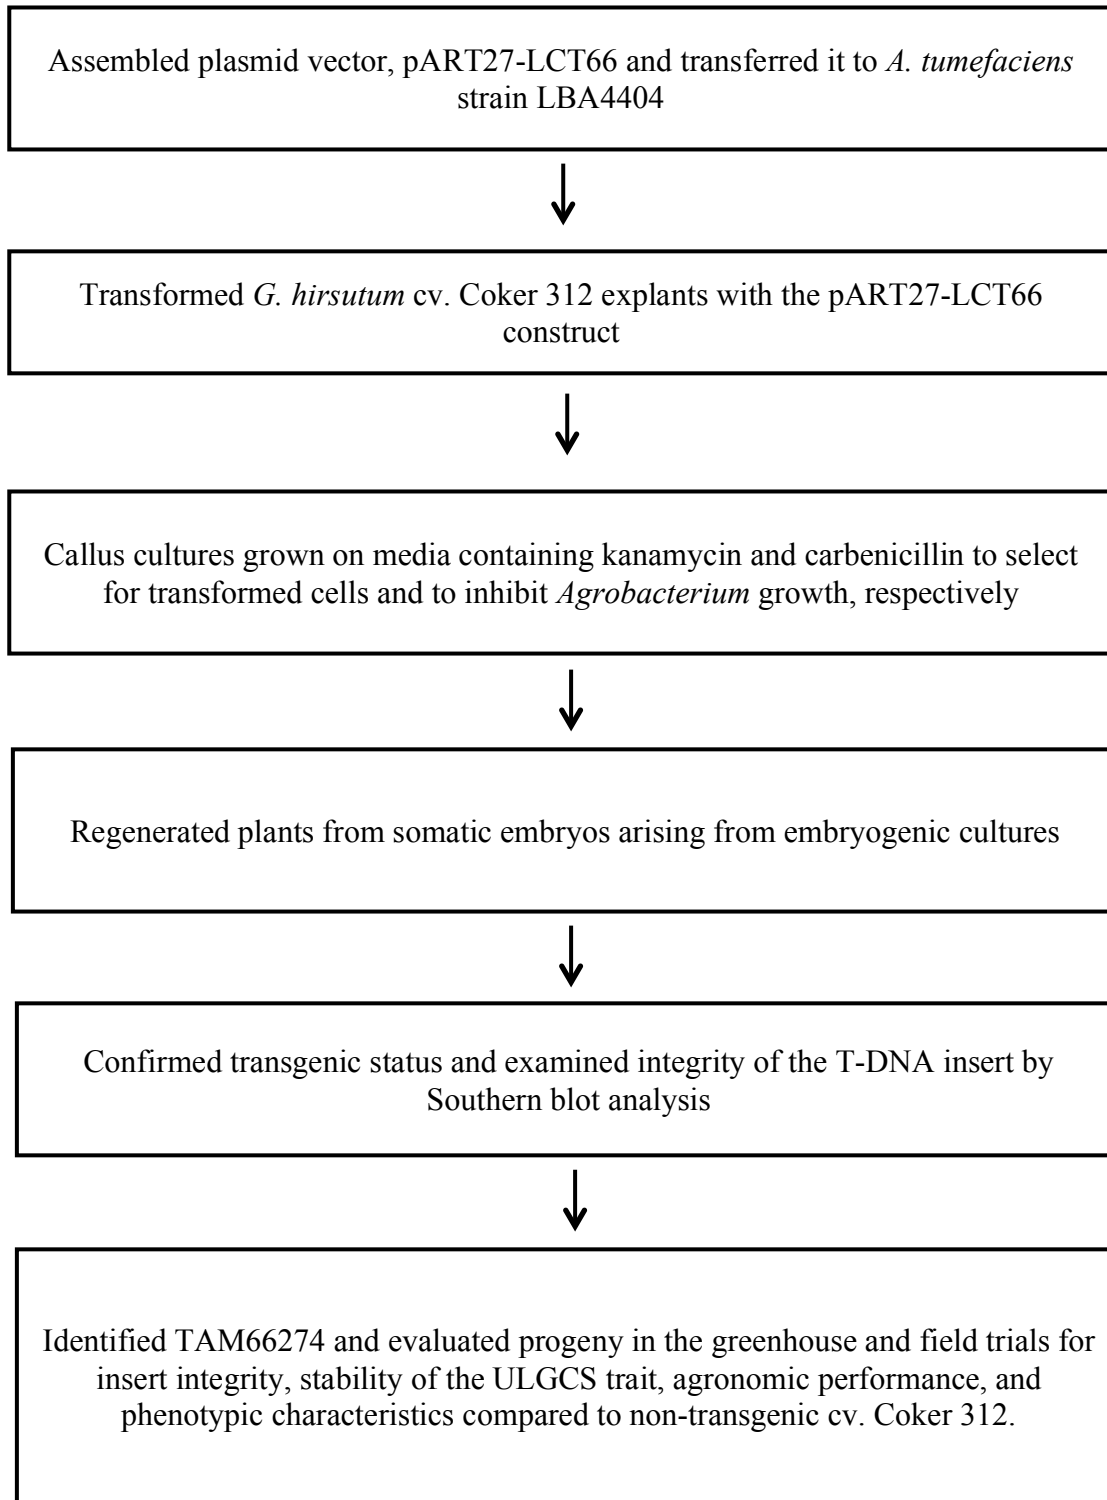 Assembled plasmid vector, pART27-LCT66 and transferred it to A. tumefaciens
strain LBA4404
Transformed G. hirsutum cv. Coker 312 explants with the pART27-LCT66
construct
Callus cultures grown on media containing kanamycin and carbenicillin to select
for transformed cells and to inhibit Agrobacterium growth, respectively
Regenerated plants from somatic embryos arising from embryogenic cultures
Confirmed transgenic status and examined integrity of the T-DNA insert by
Southern blot analysis
Identified TAM66274 and evaluated progeny in the greenhouse and field trials for
insert integrity, stability of the ULGCS trait, agronomic performance, and
phenotypic characteristics compared to non-transgenic cv. Coker 312.